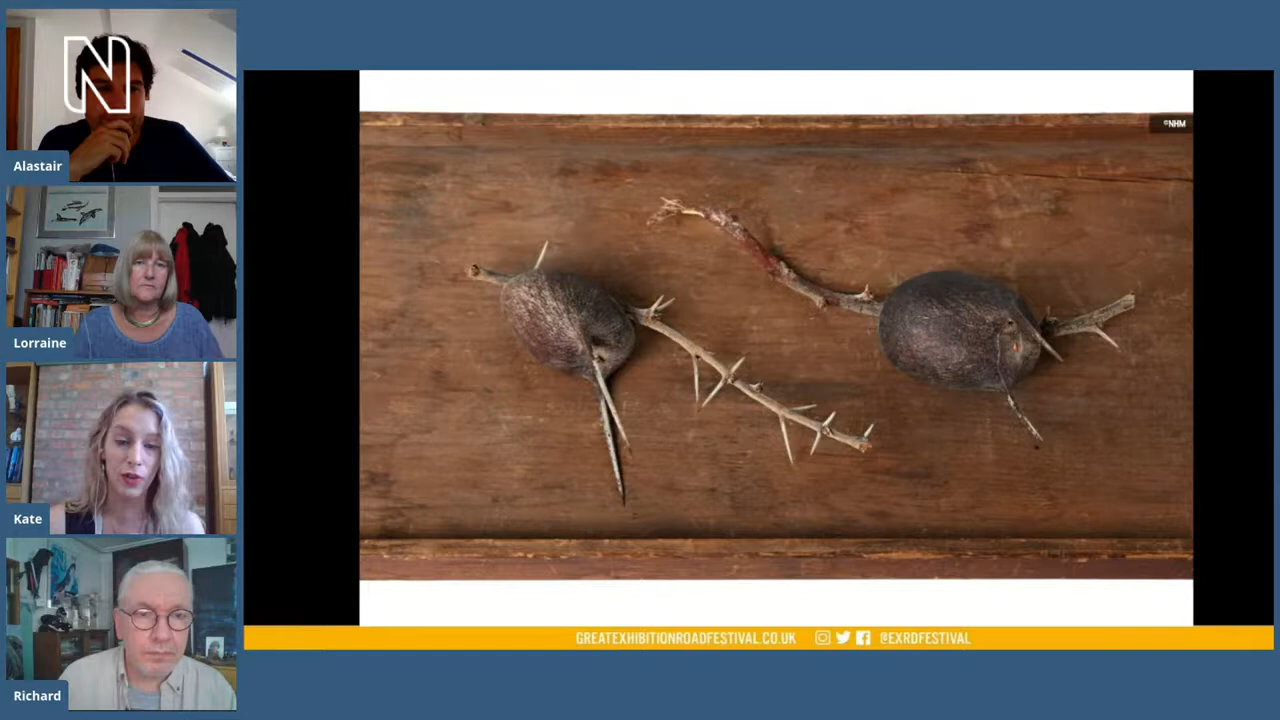 N
Alastair
Lorraine
Kate
Richard
©NHM
GREATEXHIBITIONROADFESTIVAL.CO.UK @EXRDFESTIVAL